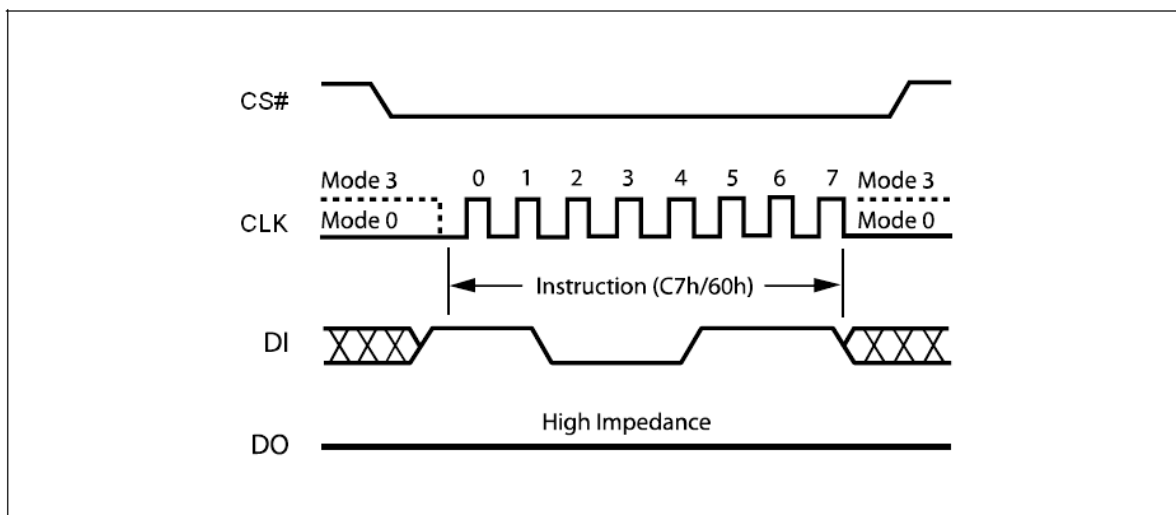 CS#
Mode 3 0 1 2 3 4 5 6 7 Mode 3
CLK Mode 0 Mode 0
Instruction (C7h/60h)
DI
High Impedance
DO